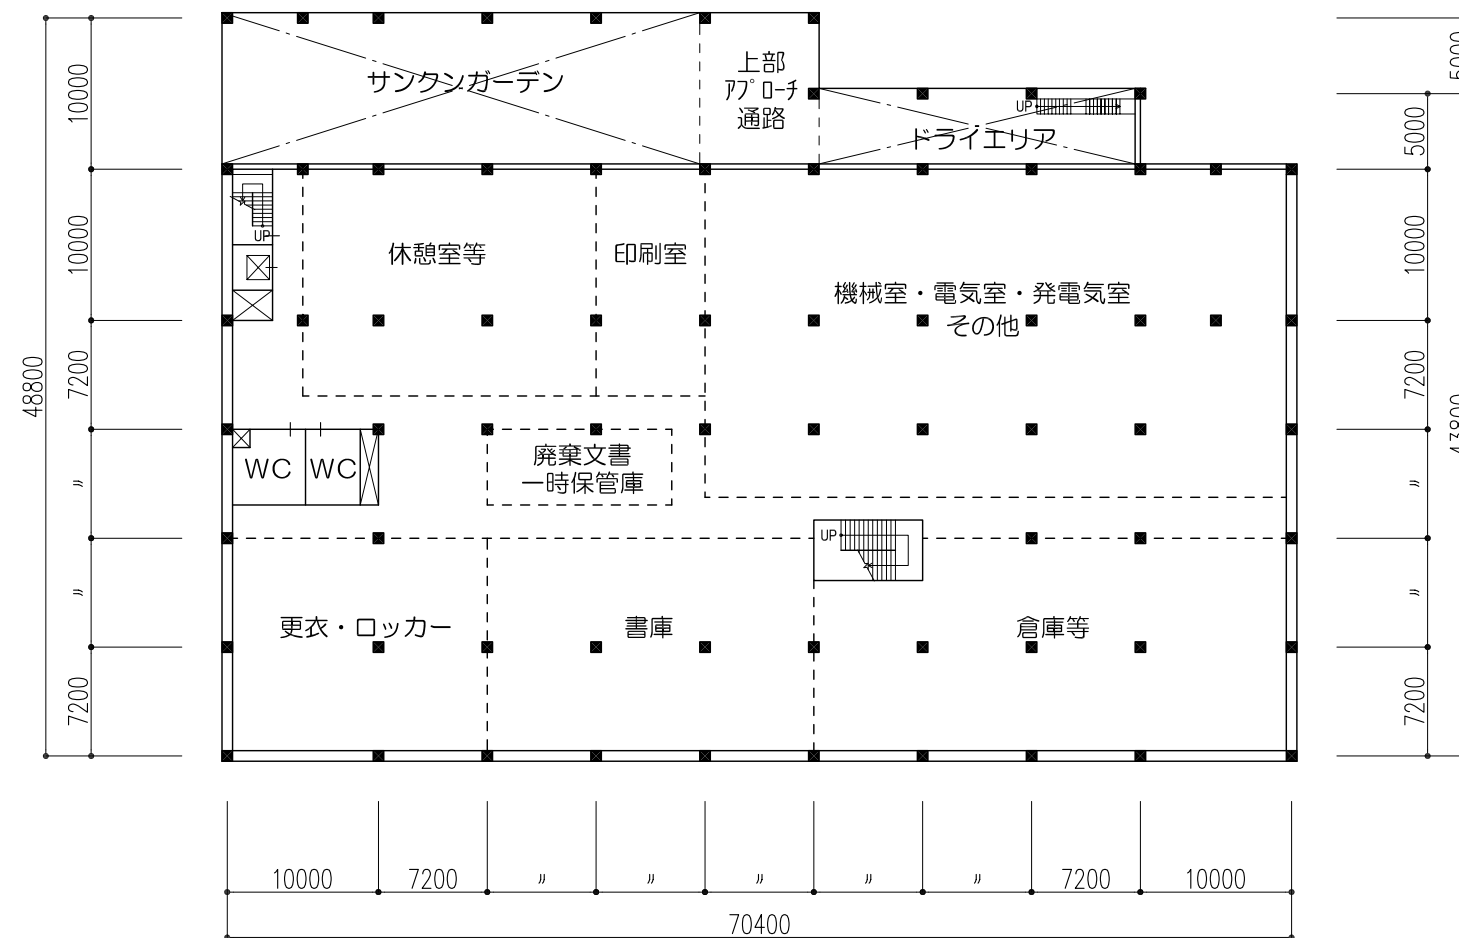 サンクンガーデン
上部
アプローチ
通路
UP
ドライエリア
UP
休憩室等
印刷室
機械室・電気室・発電気室
その他
WC
WC
廃棄文書
一時保管庫
UP
更衣・ロッカー
書庫
倉庫等
48800
10000
10000
7200
〃
〃
7200
5000
5000
10000
7200
〃
〃
7200
43800
10000
7200
〃
〃
〃
〃
〃
7200
10000
70400